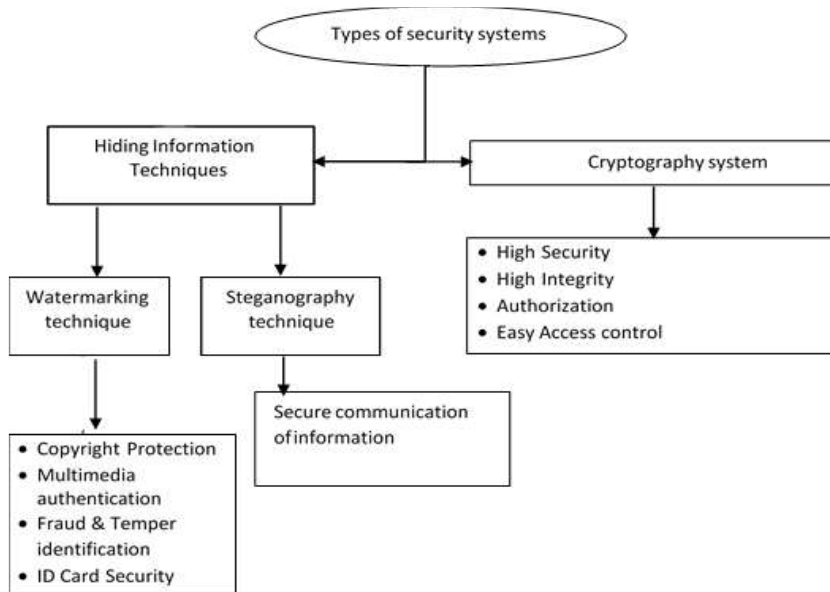 Types of security systems
Hiding Information
Techniques
Cryptography system
• High Security
• High Integrity
• Authorization
• Easy Access control
Watermarking
technique
Steganography
technique
Secure communication
of information
• Copyright Protection
• Multimedia
authentication
• Fraud & Temper
identification
• ID Card Security